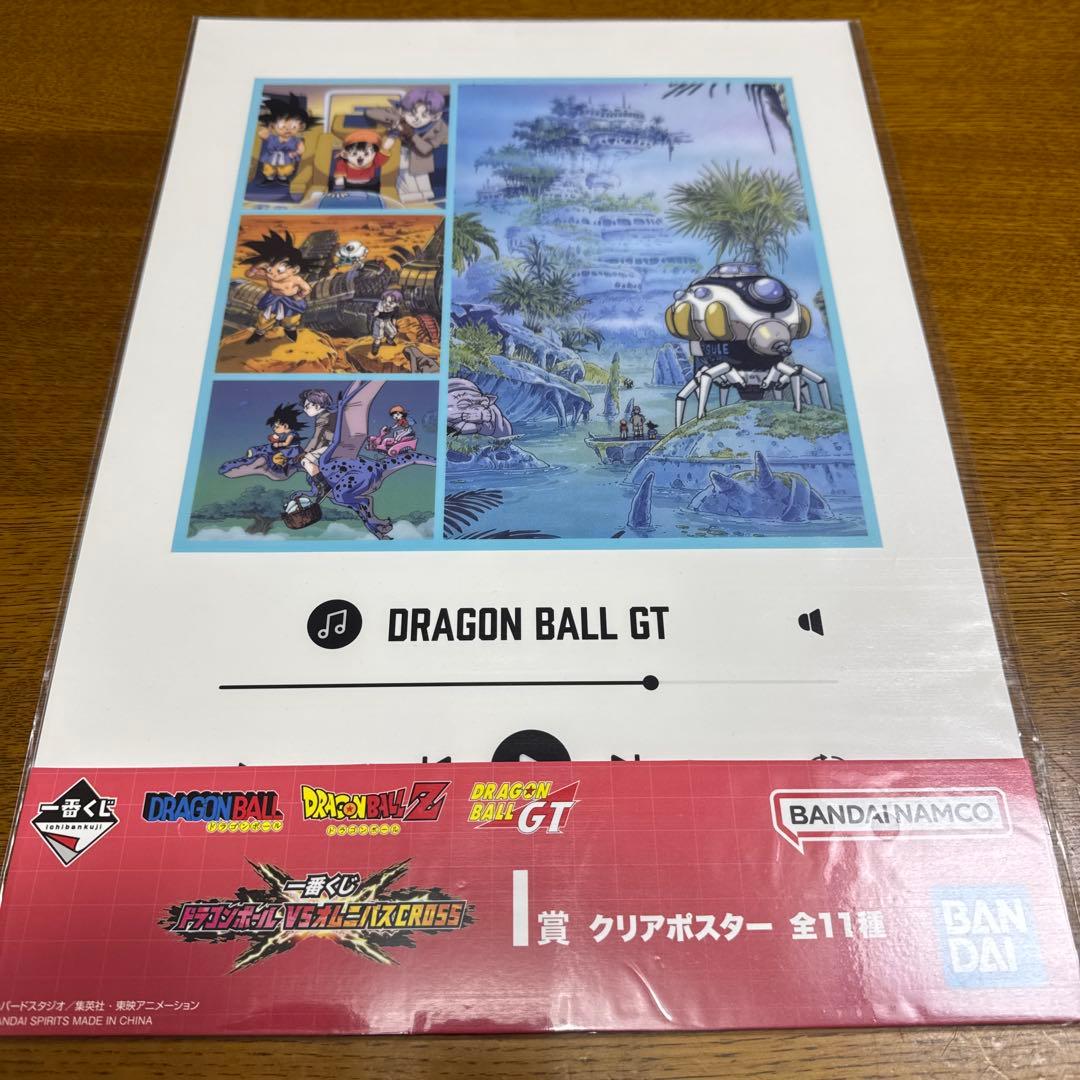 SULE
DRAGON BALL GT
一番くじ
ichibankuji
DRAGONBALL
ドラゴンボール
DRAGONBALL Z
ドラゴンボール
DRAGON
BALL GT
BANDAI NAMCO
一番くじ
ドラゴンボール VSオムニバスCROSS
I賞 クリアポスター 全11種
BAN
DAI
バードスタジオ／集英社・東映アニメーション
ANDAI SPIRITS MADE IN CHINA